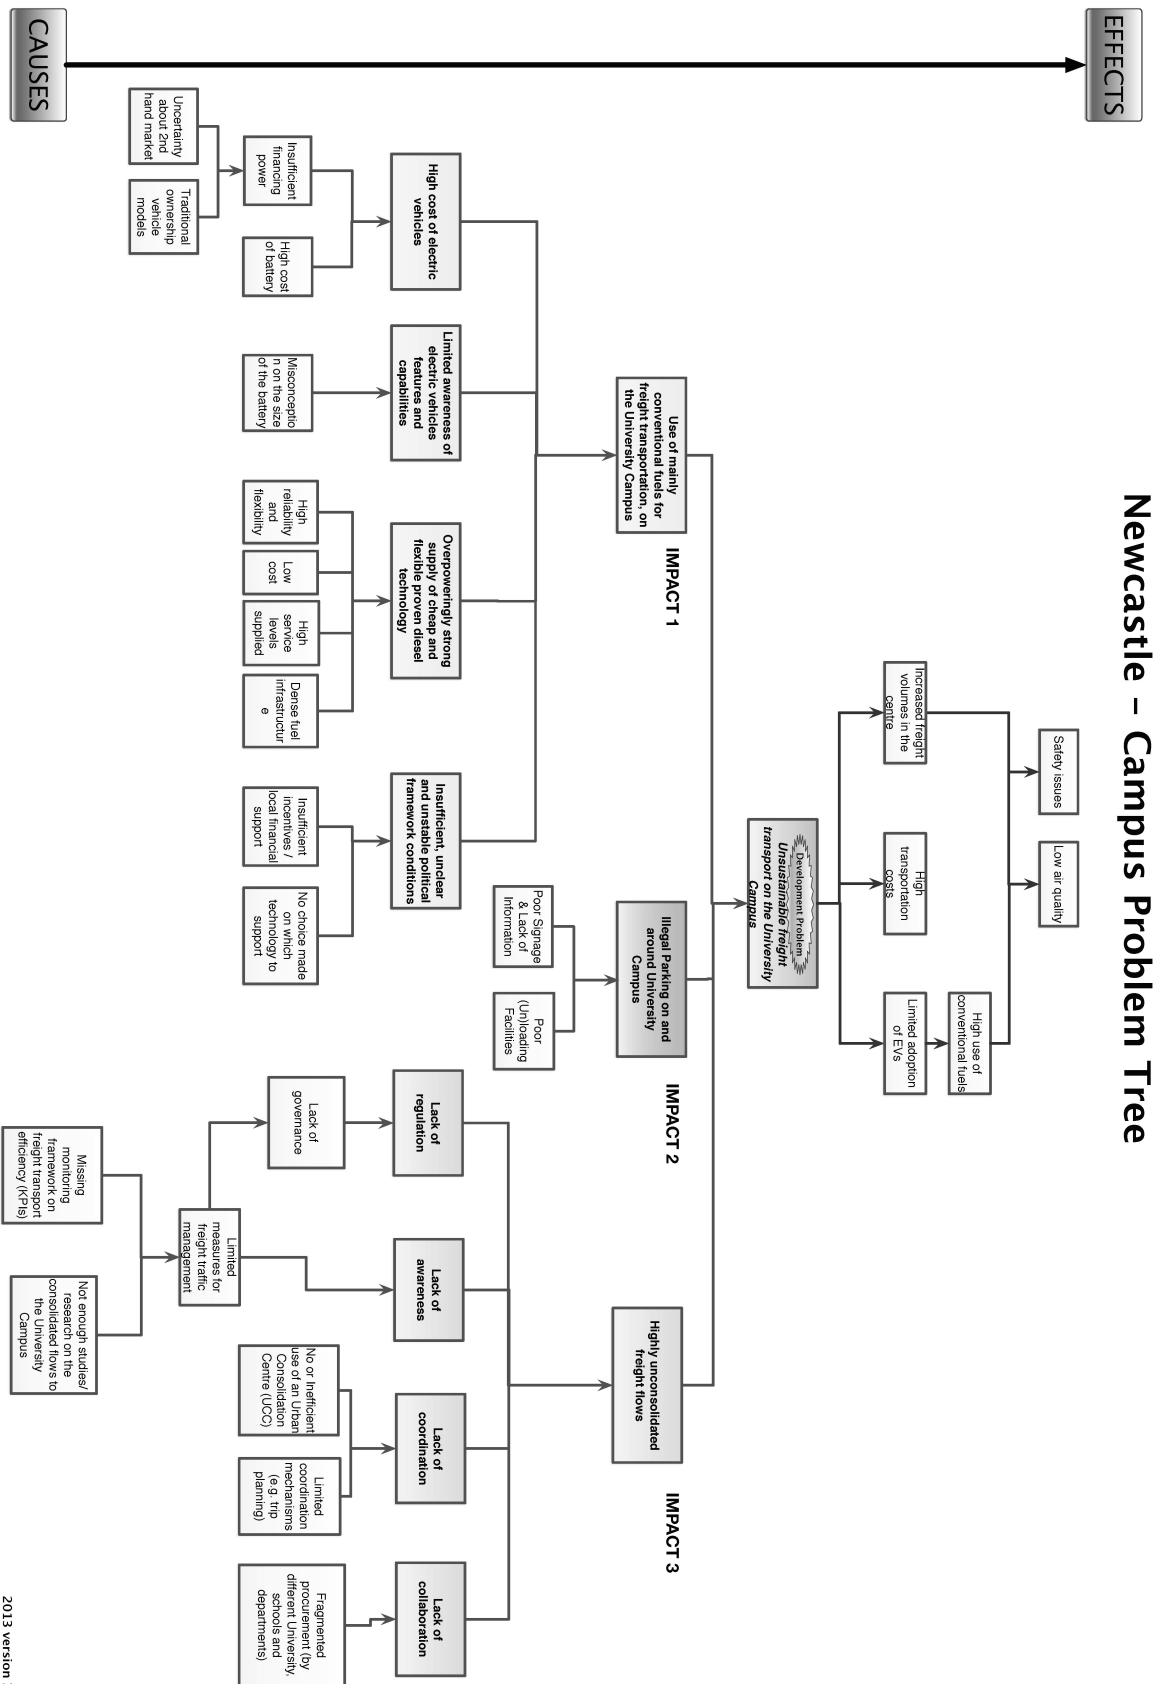 Newcastle – Campus Problem Tree
EFFECTS
Safety issues
Low air quality
High use of
conventional fuels
Increased freight
volumes in the
centre
High
transportation
costs
Limited adoption
of EVs
Development Problem
Unsustainable freight
transport on the University
Campus
IMPACT 1
Use of mainly
conventional fuels for
freight transportation, on
the University Campus
IMPACT 2
Illegal Parking on and
around University
Campus
IMPACT 3
Highly unconsolidated
freight flows
Poor Signage
& Lack of
Information
Poor
(Un)loading
Facilities
High cost of electric
vehicles
Limited awareness of
electric vehicles
features and
capabilities
Overpoweringly strong
supply of cheap and
flexible proven diesel
technology
Insufficient, unclear
and unstable political
framework conditions
Lack of
regulation
Lack of
awareness
Lack of
coordination
Lack of
collaboration
Insufficient
financing
power
High cost
of battery
Misconceptio
n on the size
of the battery
High
reliability
and
flexibility
Low
cost
High
service
levels
supplied
Dense fuel
infrastructur
e
Insufficient
incentives /
local financial
support
No choice made
on which
technology to
support
Lack of
governance
No or Inefficient
use of an Urban
Consolidation
Centre (UCC)
Limited
coordination
mechanisms
(e.g. trip
planning)
Fragmented
procurement (by
different University,
schools and
departments)
Uncertainty
about 2nd
hand market
Traditional
ownership
vehicle
models
Limited
measures for
freight traffic
management
Missing
monitoring
framework on
freight transport
efficiency (KPIs)
Not enough studies/
research on the
consolidated flows to
the University
Campus
CAUSES
2013 version